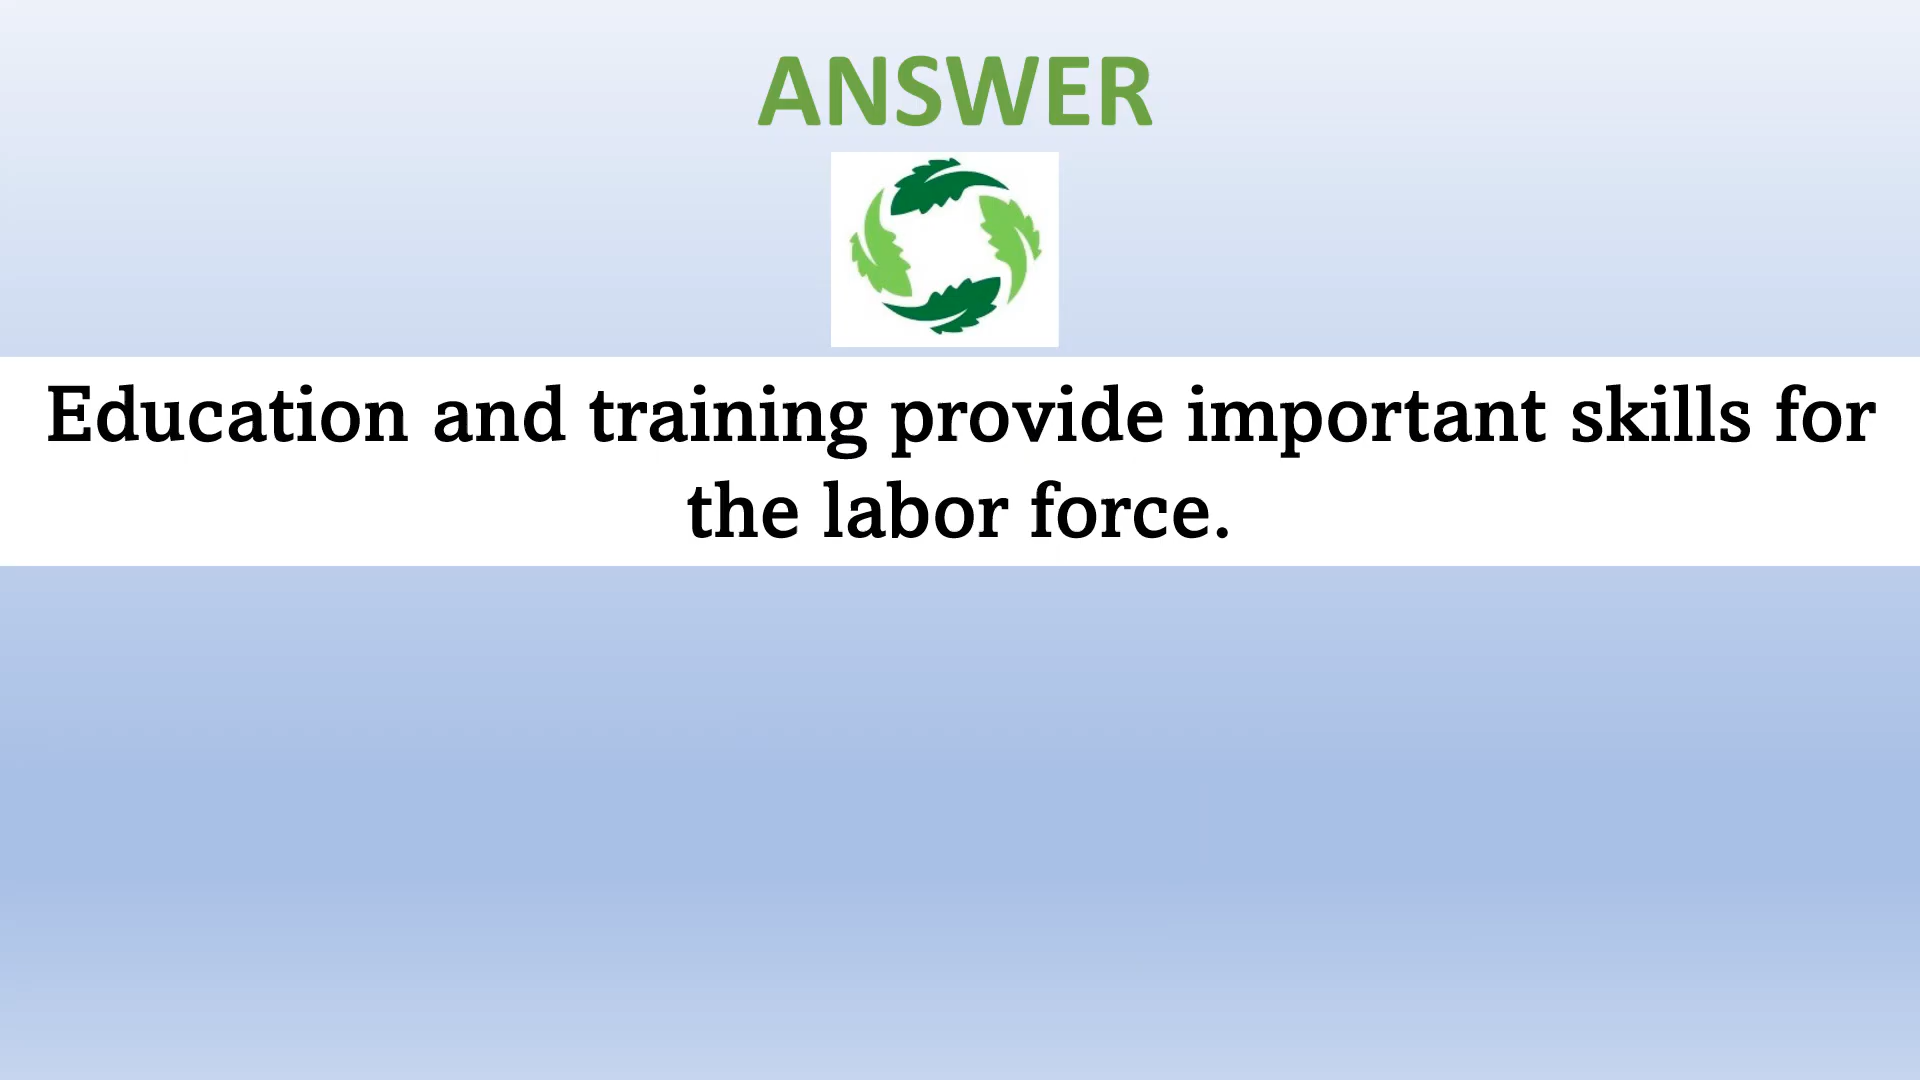 ANSWER
Education and training provide important skills for
the labor force.